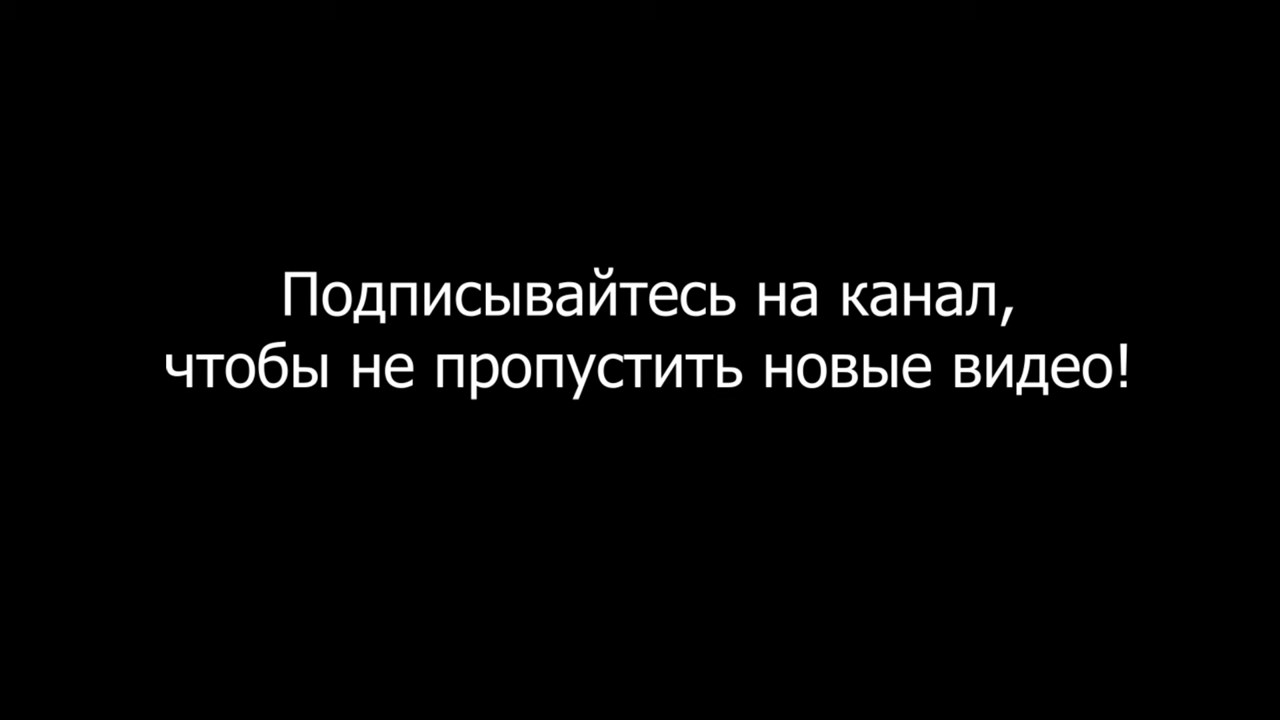 Подписывайтесь на канал,
чтобы не пропустить новые видео!